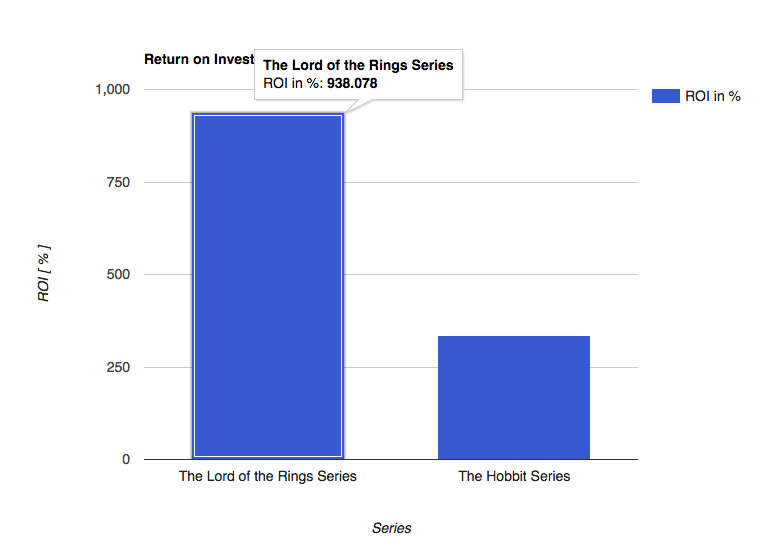 Return on Invest
The Lord of the Rings Series
ROI in %: 938.078
1,000
ROI in %
750
500
250
0
ROI [ % ]
The Lord of the Rings Series
The Hobbit Series
Series